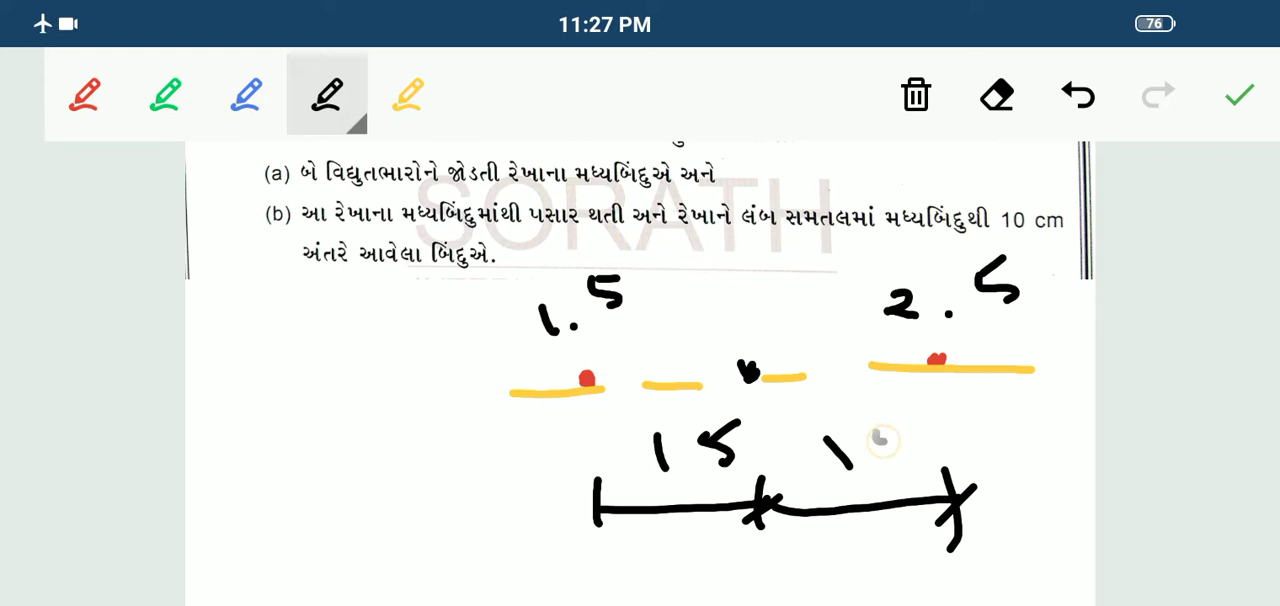 11:27 PM
76
(a) બે વિદ્યુતભારોને જોડતી રેખાના મધ્યબિંદુએ અને
(b) આ રેખાના મધ્યબિંદુમાંથી પસાર થતી અને રેખાને લંબ સમતલમાં મધ્યબિંદુથી 10 cm
અંતરે આવેલા બિંદુએ.
SORATH
1.5 2.5
15 1